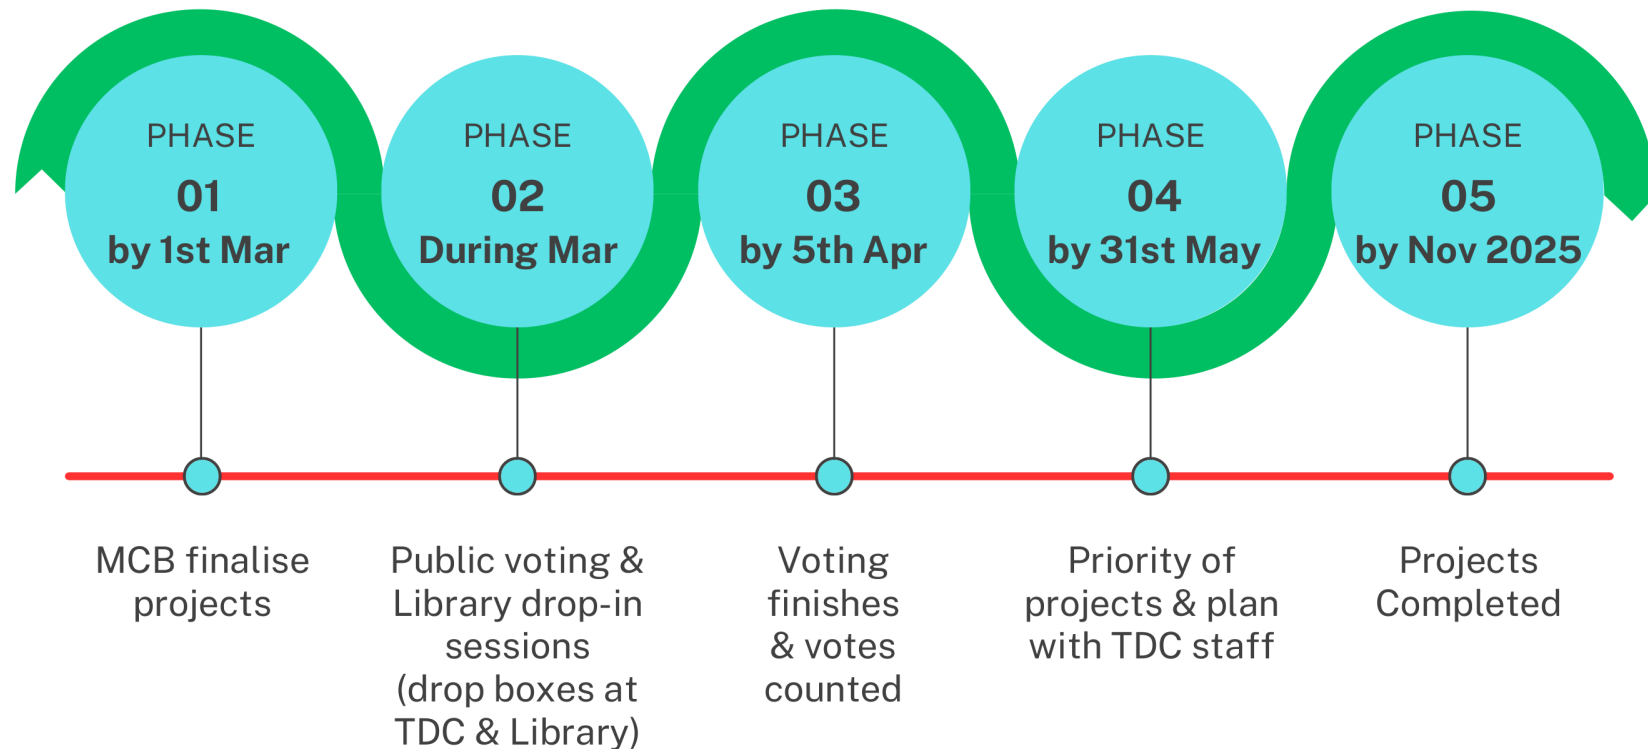 PHASE
01
by 1st Mar
PHASE
02
During Mar
PHASE
03
by 5th Apr
PHASE
04
by 31st May
PHASE
05
by Nov 2025
MCB finalise
projects
Public voting &
Library drop-in
sessions
(drop boxes at
TDC & Library)
Voting
finishes
& votes
counted
Priority of
projects & plan
with TDC staff
Projects
Completed